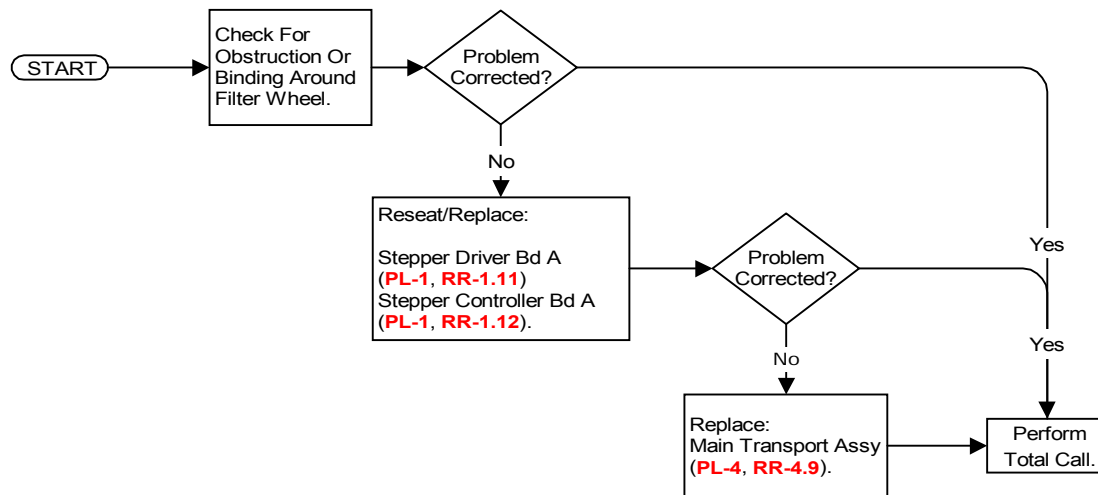 START
Check For
Obstruction Or
Binding Around
Filter Wheel.
Problem
Corrected?
No
Yes
Reseat/Replace:
Stepper Driver Bd A
(PL-1, RR-1.11)
Stepper Controller Bd A
(PL-1, RR-1.12).
Problem
Corrected?
No
Yes
Replace:
Main Transport Assy
(PL-4, RR-4.9).
Perform
Total Call.